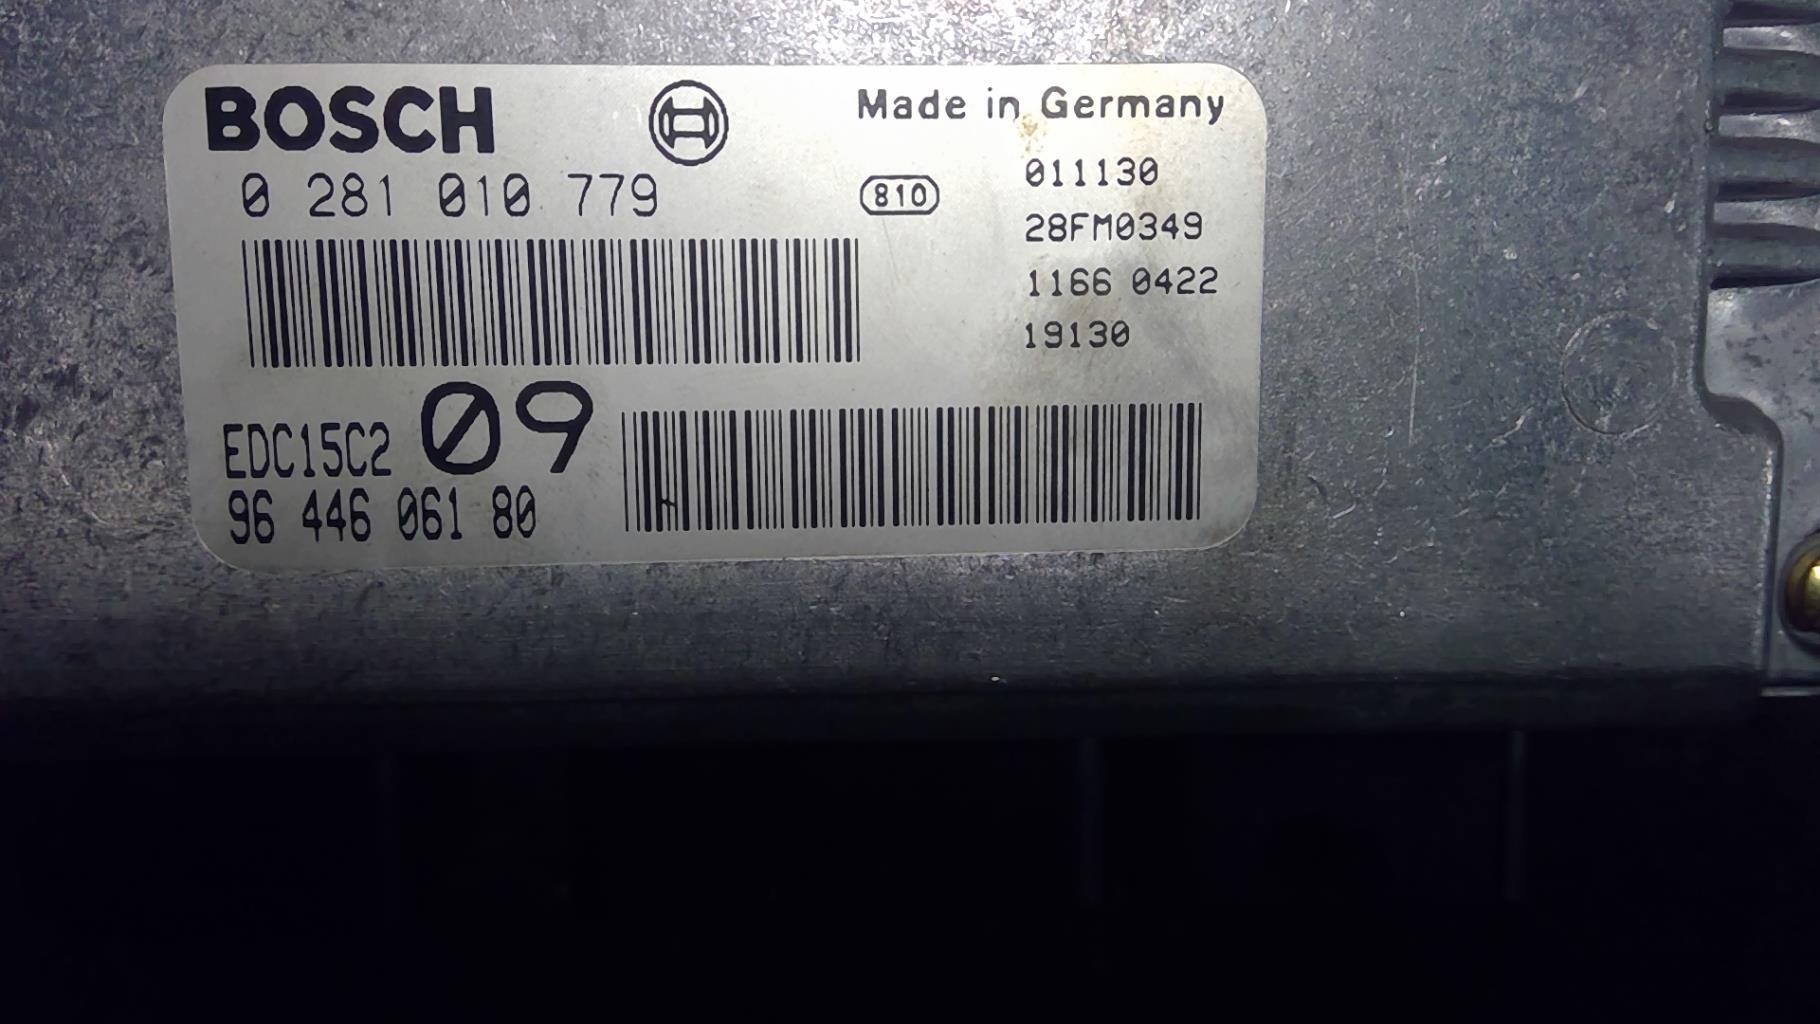 BOSCH
Made in Germany
0 281 010 779
810
011130
28FM0349
1166 0422
19130
EDC15C2 09
96 446 061 80